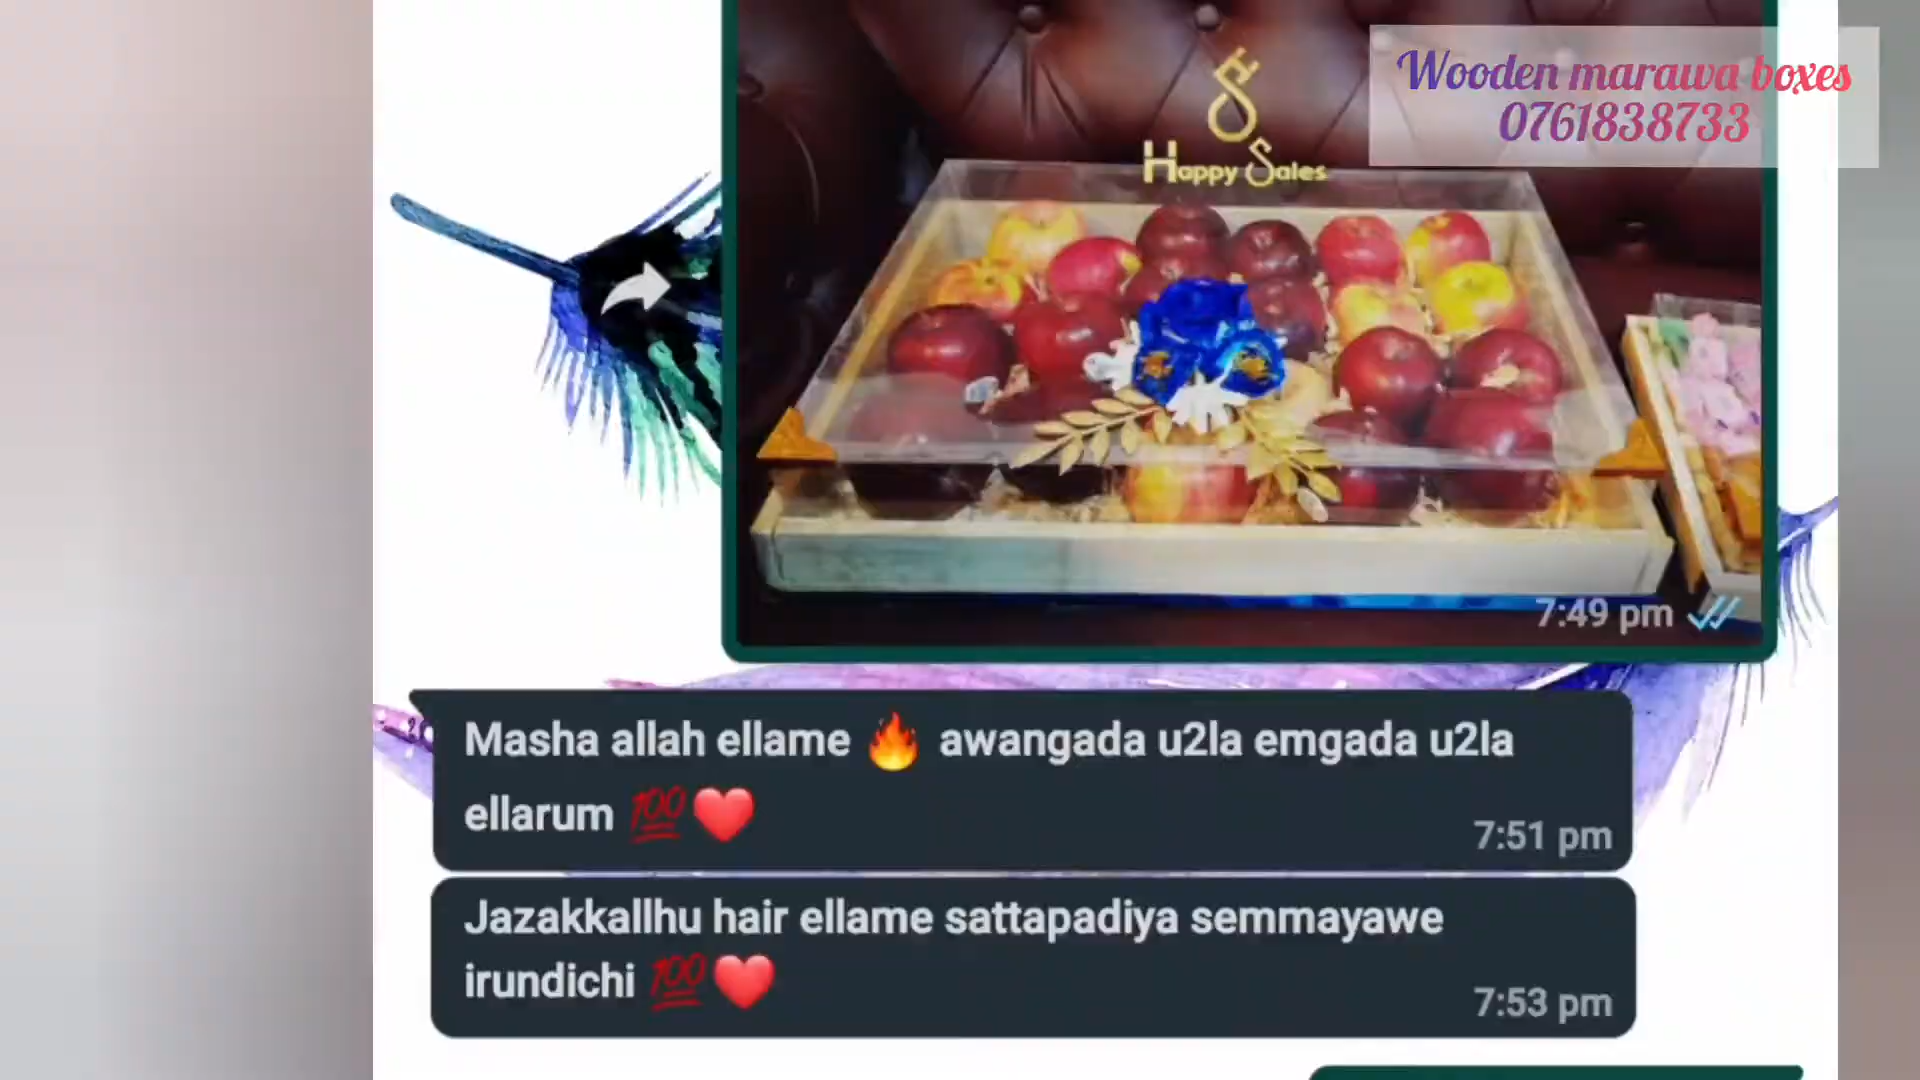 Wooden marawa boxes
0761838733
Happy Sales
7:49 pm
Masha allah ellame 🔥 awangada u2la emgada u2la
ellarum 💯❤️
7:51 pm
Jazakkallhu hair ellame sattapadiya semmayawe
irundichi 💯❤️
7:53 pm